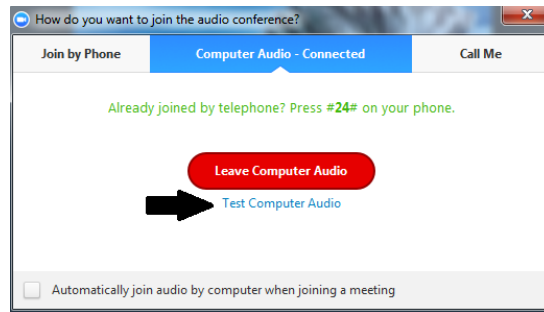 How do you want to join the audio conference?
Join by Phone
Computer Audio - Connected
Call Me
Already joined by telephone? Press #24# on your phone.
Leave Computer Audio
Test Computer Audio
Automatically join audio by computer when joining a meeting